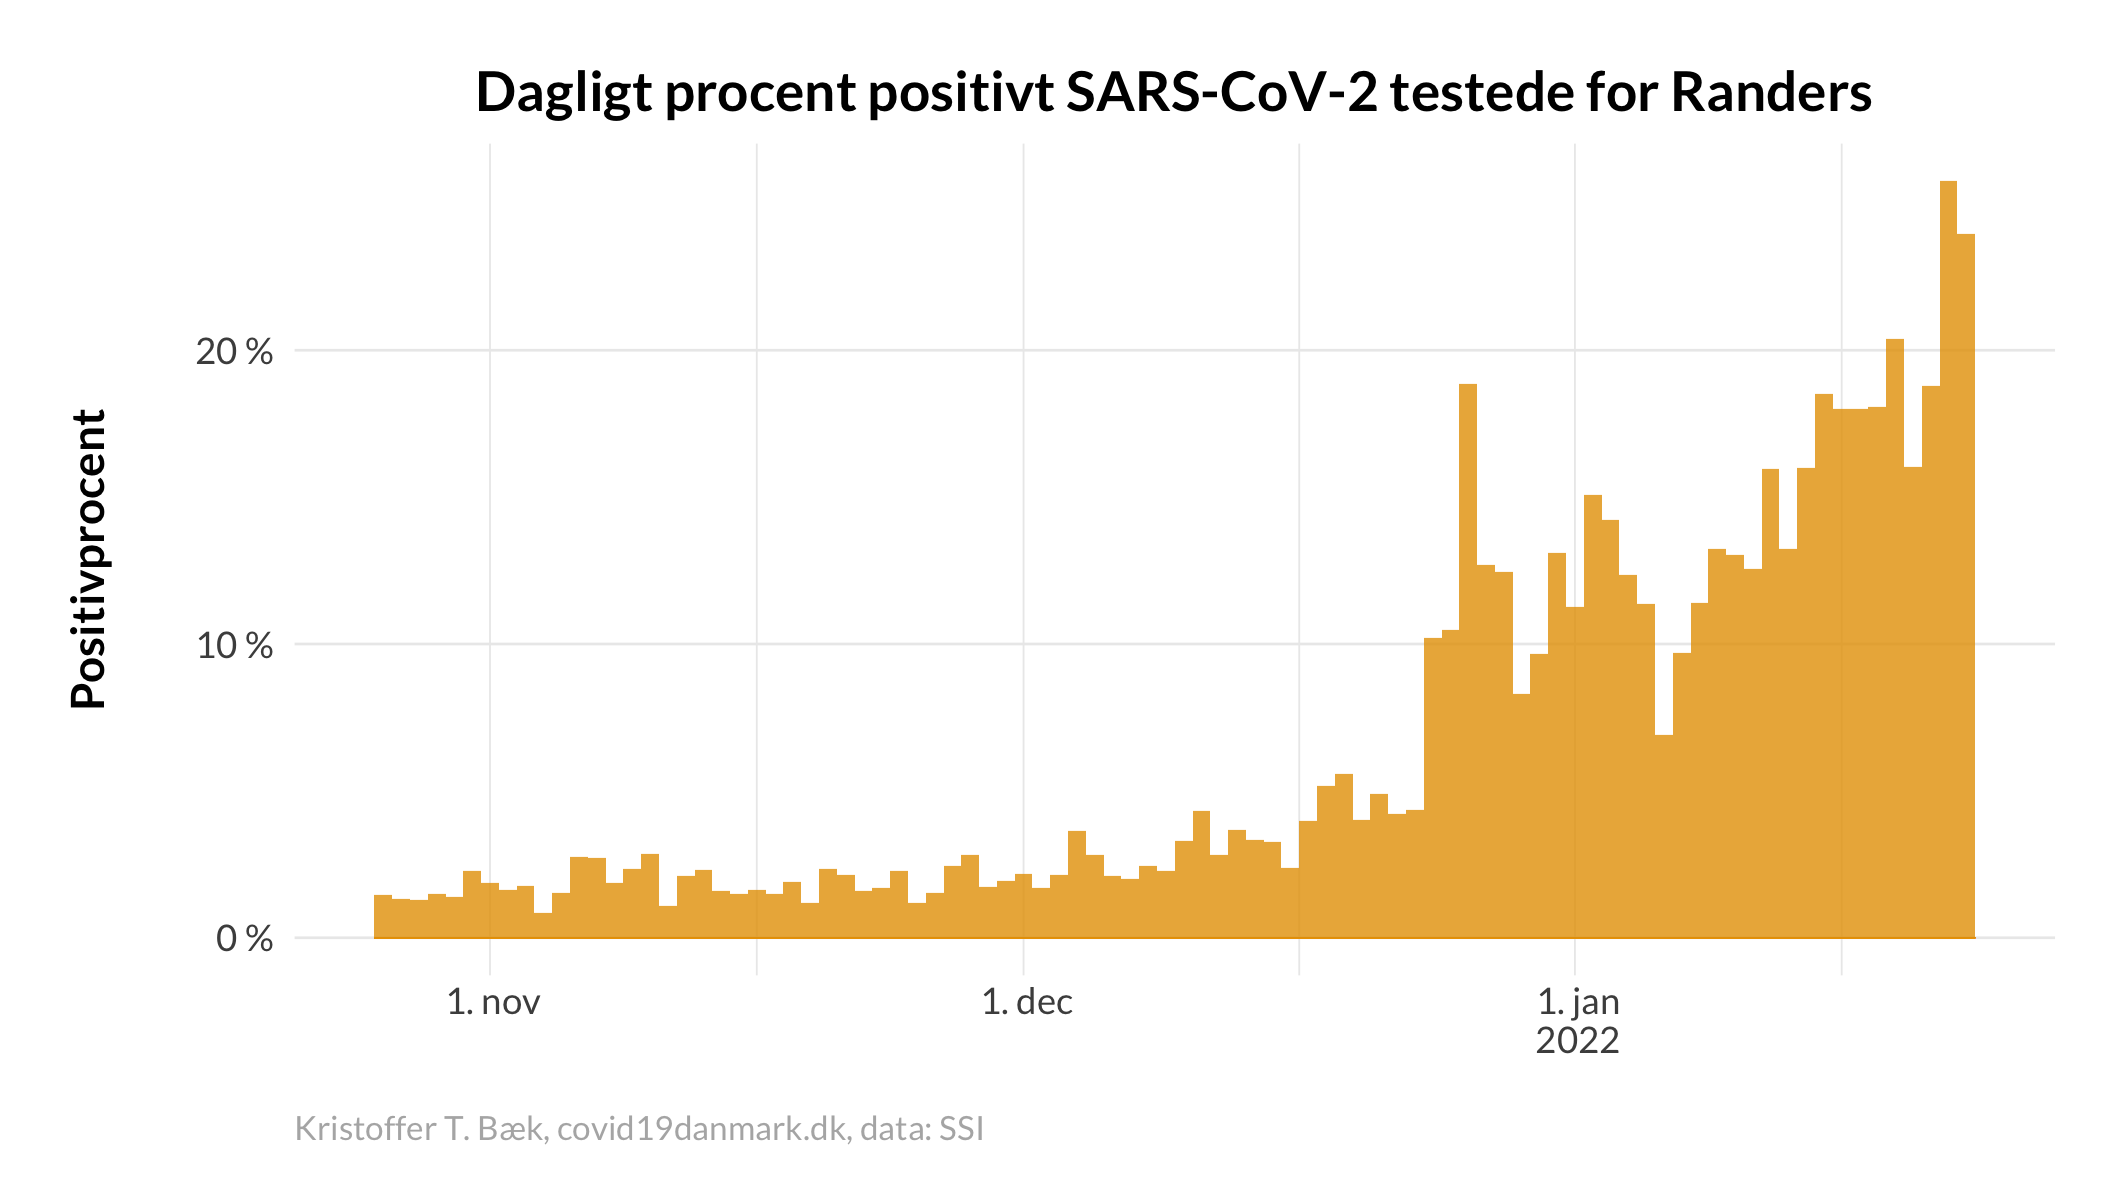 Dagligt procent positivt SARS-CoV-2 testede for Randers
Positivprocent
20 %
10 %
0 %
1. nov
1. dec
1. jan
2022
Kristoffer T. Bæk, covid19danmark.dk, data: SSI